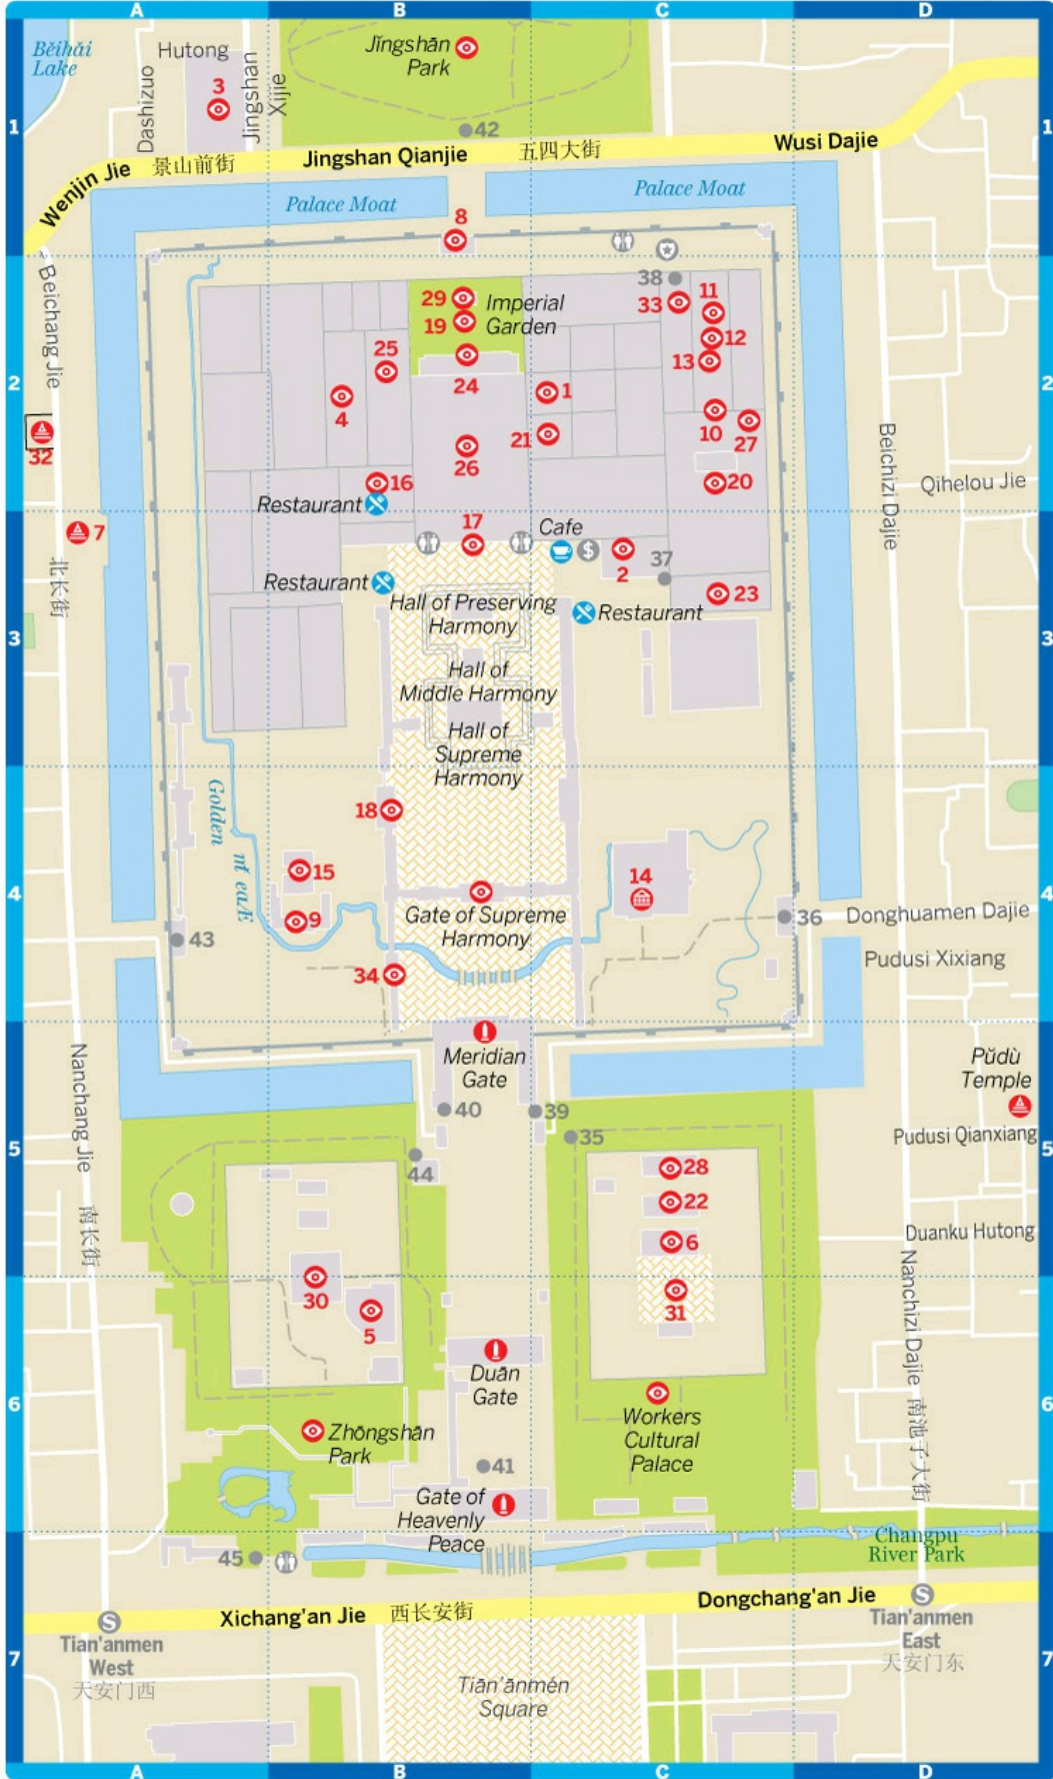 A
B
C
D
Běihǎi
Lake
Hutong
Dashizuo
3
Jingshan
Xijie
Jǐngshān
Park
42
1
1
Wenjin Jie
景山前街
Jingshan Qianjie
五四大街
Wusi Dajie
Palace Moat
Palace Moat
8
Beichang Jie
38
29
Imperial
Garden
19
33
11
12
13
25
24
1
4
2
2
21
10
27
26
32
16
20
Beichizi Dajie
Qihelou Jie
Restaurant
7
17
Cafe
$
2
37
北长街
Restaurant
23
Hall of Preserving
Harmony
Restaurant
3
3
Hall of
Middle Harmony
Hall of
Supreme
Harmony
Golden
18
15
14
4
4
9
Gate of Supreme
Harmony
36
Donghuamen Dajie
43
Pudusi Xixiang
34
Meridian
Gate
Pǔdù
Temple
Nanchang Jie
40
39
35
Pudusi Qianxiang
5
5
44
28
22
南长街
6
Duanku Hutong
30
31
5
Nanchizi Dajie
Duān
Gate
6
6
Workers
Cultural
Palace
南池子大街
Zhōngshān
Park
41
Gate of
Heavenly
Peace
45
Changpu
River Park
Xichang'an Jie
西长安街
Dongchang'an Jie
S
Tian'anmen
West
天安门西
S
Tian'anmen
East
天安门东
7
7
Tiān'ānmén
Square
A
B
C
D